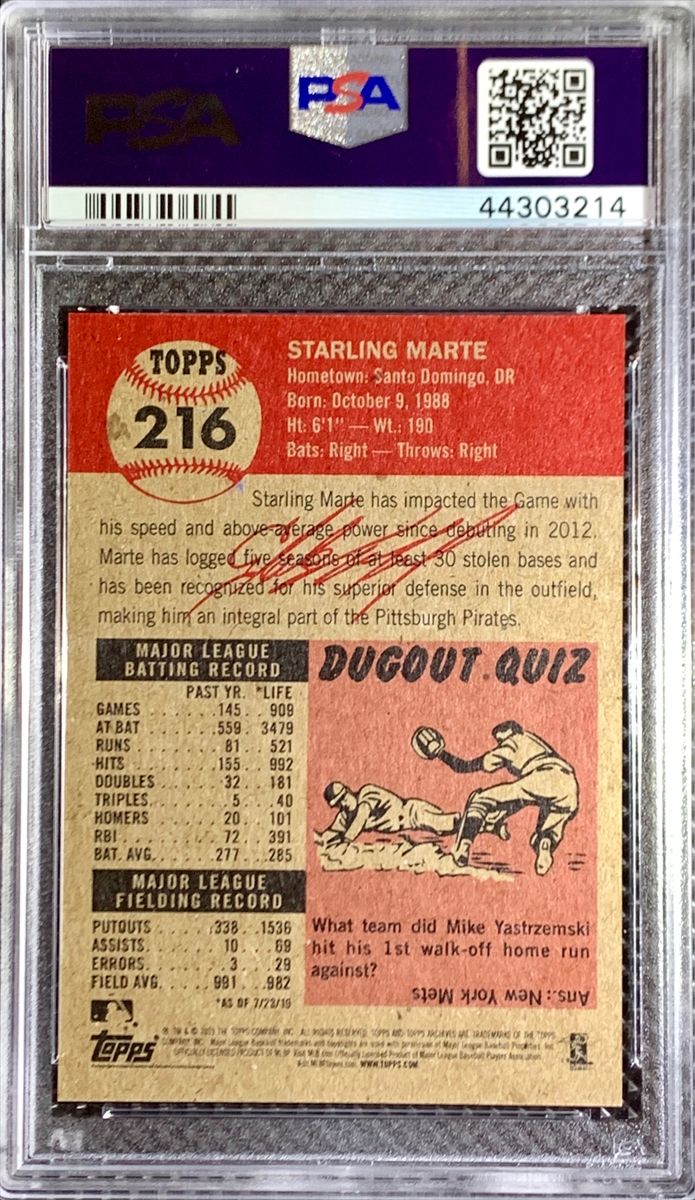 PSA
PSA
44303214
TOPPS
216
STARLING MARTE
Hometown: Santo Domingo, DR
Born: October 9, 1988
Ht: 6'1" — Wt.: 190
Bats: Right — Throws: Right
Starling Marte has impacted the Game with
his speed and above-average power since debuting in 2012.
Marte has logged five seasons of at least 30 stolen bases and
has been recognized for his superior defense in the outfield,
making him an integral part of the Pittsburgh Pirates.
MAJOR LEAGUE
BATTING RECORD
PAST YR. *LIFE
GAMES ...... 145 .. 909
AT BAT ...... 559 . 3479
RUNS ....... 81 .. 521
HITS ....... 155 .. 992
DOUBLES .... 32 .. 181
TRIPLES ...... 5 ... 40
HOMERS ..... 20 .. 101
RBI ........ 72 .. 391
BAT. AVG. .... .277 .. .285
MAJOR LEAGUE
FIELDING RECORD
PUTOUTS .... 338 . 1536
ASSISTS ...... 10 ... 69
ERRORS ...... 3 ... 29
FIELD AVG. ... .991 .. .982
*AS OF 7/23/19
DUGOUT QUIZ
What team did Mike Yastrzemski
hit his 1st walk-off home run
against?
Ans.: New York Mets
topps
WWW.TOPPS.COM